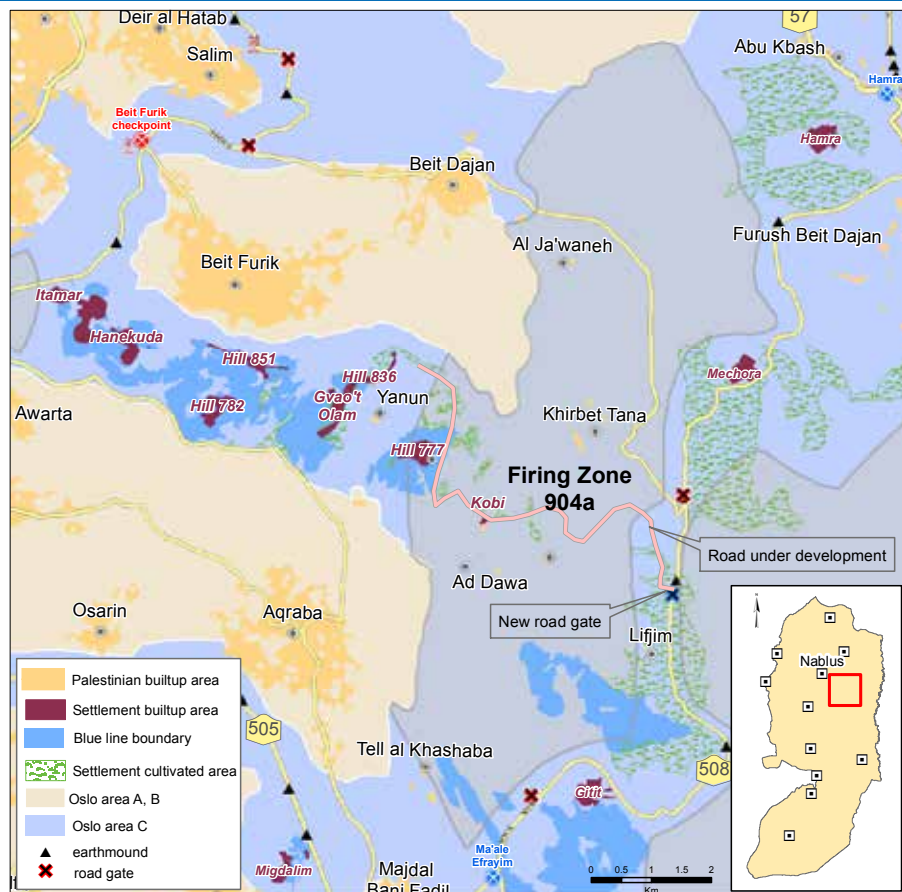 Deir al Hatab
Salim
57
Abu Kbash
Hamra
Beit Furik
checkpoint
Hamra
Beit Dajan
Furush Beit Dajan
Al Ja'waneh
Beit Furik
Itamar
Hanekuda
Hill 851
Hill 836
Mechora
Gvao't
Olam
Yanun
Hill 782
Awarta
Khirbet Tana
Hill 777
Firing Zone
904a
Kobi
Road under development
Ad Dawa
New road gate
Osarin
Aqraba
Lifjim
Nablus
Palestinian builtup area
Settlement builtup area
Blue line boundary
Settlement cultivated area
Oslo area A, B
Oslo area C
earthmound
road gate
505
Tell al Khashaba
508
Gitit
Ma'ale
Efrayim
Migdalim
Majdal
Bani Fadil
0 0.5 1 2
Km